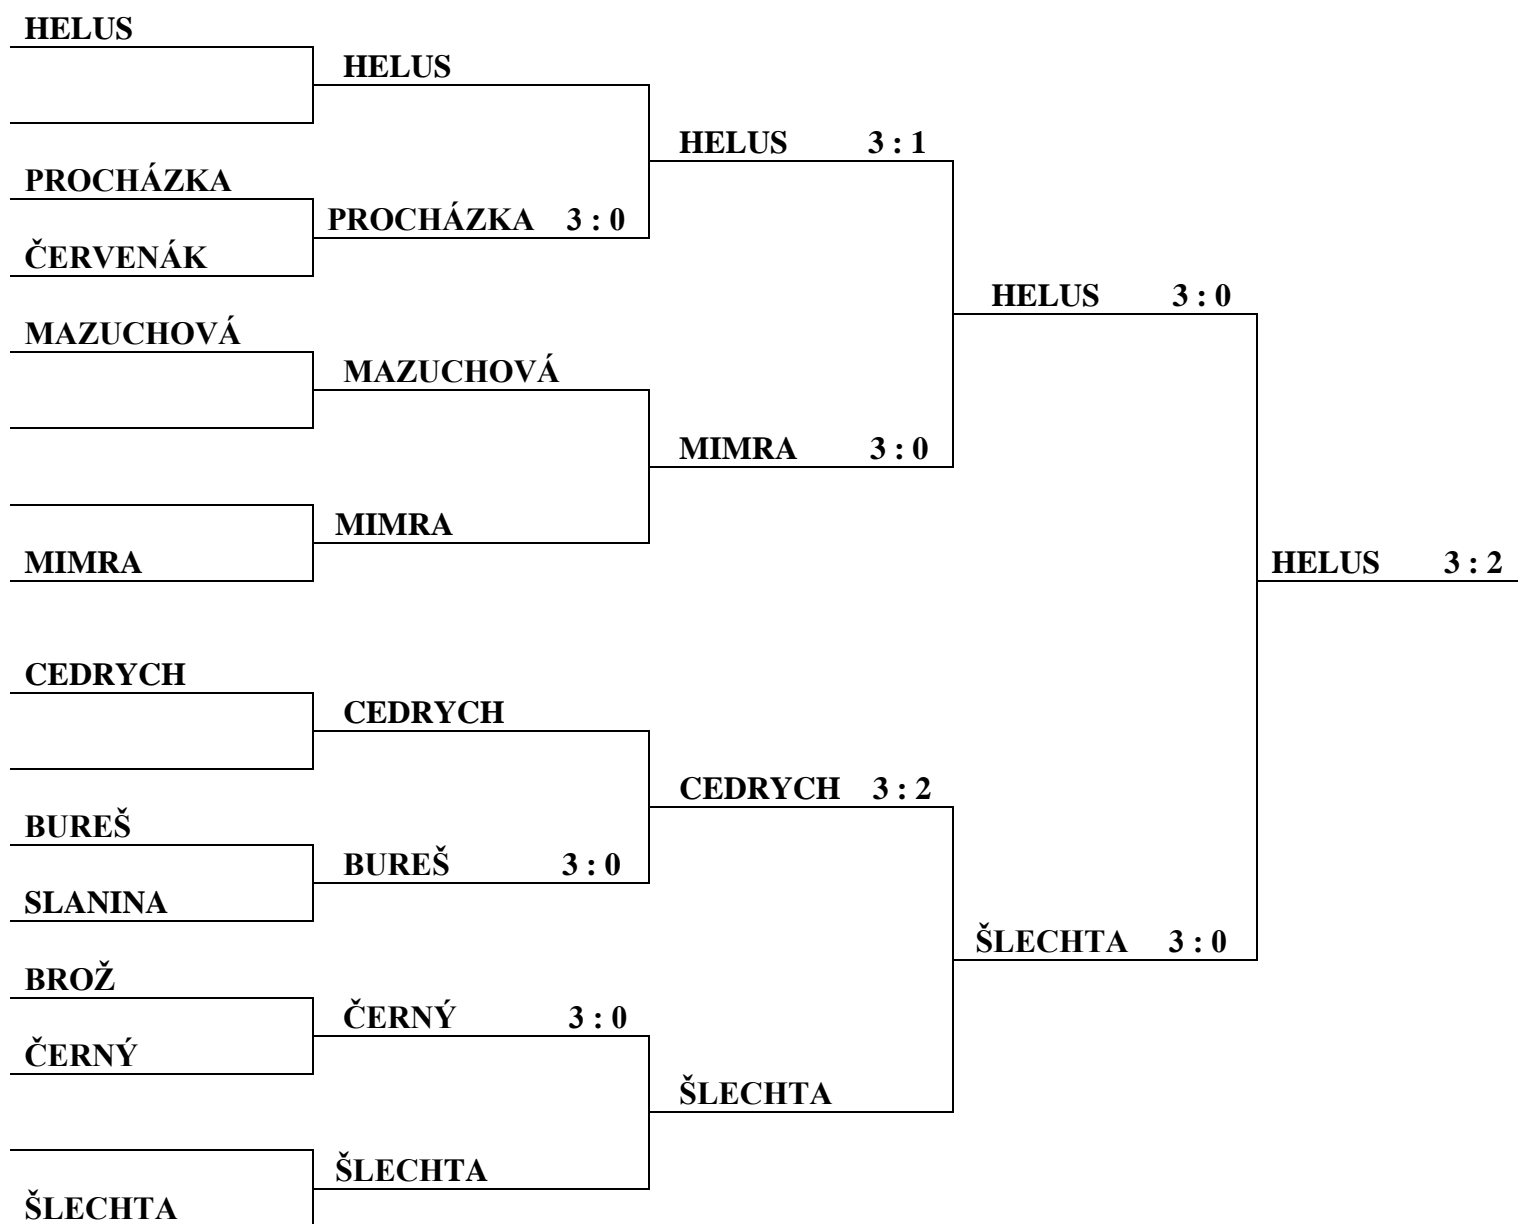 HELUS
HELUS
HELUS 3 : 1
PROCHÁZKA
PROCHÁZKA 3 : 0
ČERVENÁK
HELUS 3 : 0
MAZUCHOVÁ
MAZUCHOVÁ
MIMRA 3 : 0
MIMRA
MIMRA
HELUS 3 : 2
CEDRYCH
CEDRYCH
CEDRYCH 3 : 2
BUREŠ
BUREŠ 3 : 0
SLANINA
ŠLECHTA 3 : 0
BROŽ
ČERNÝ 3 : 0
ČERNÝ
ŠLECHTA
ŠLECHTA
ŠLECHTA